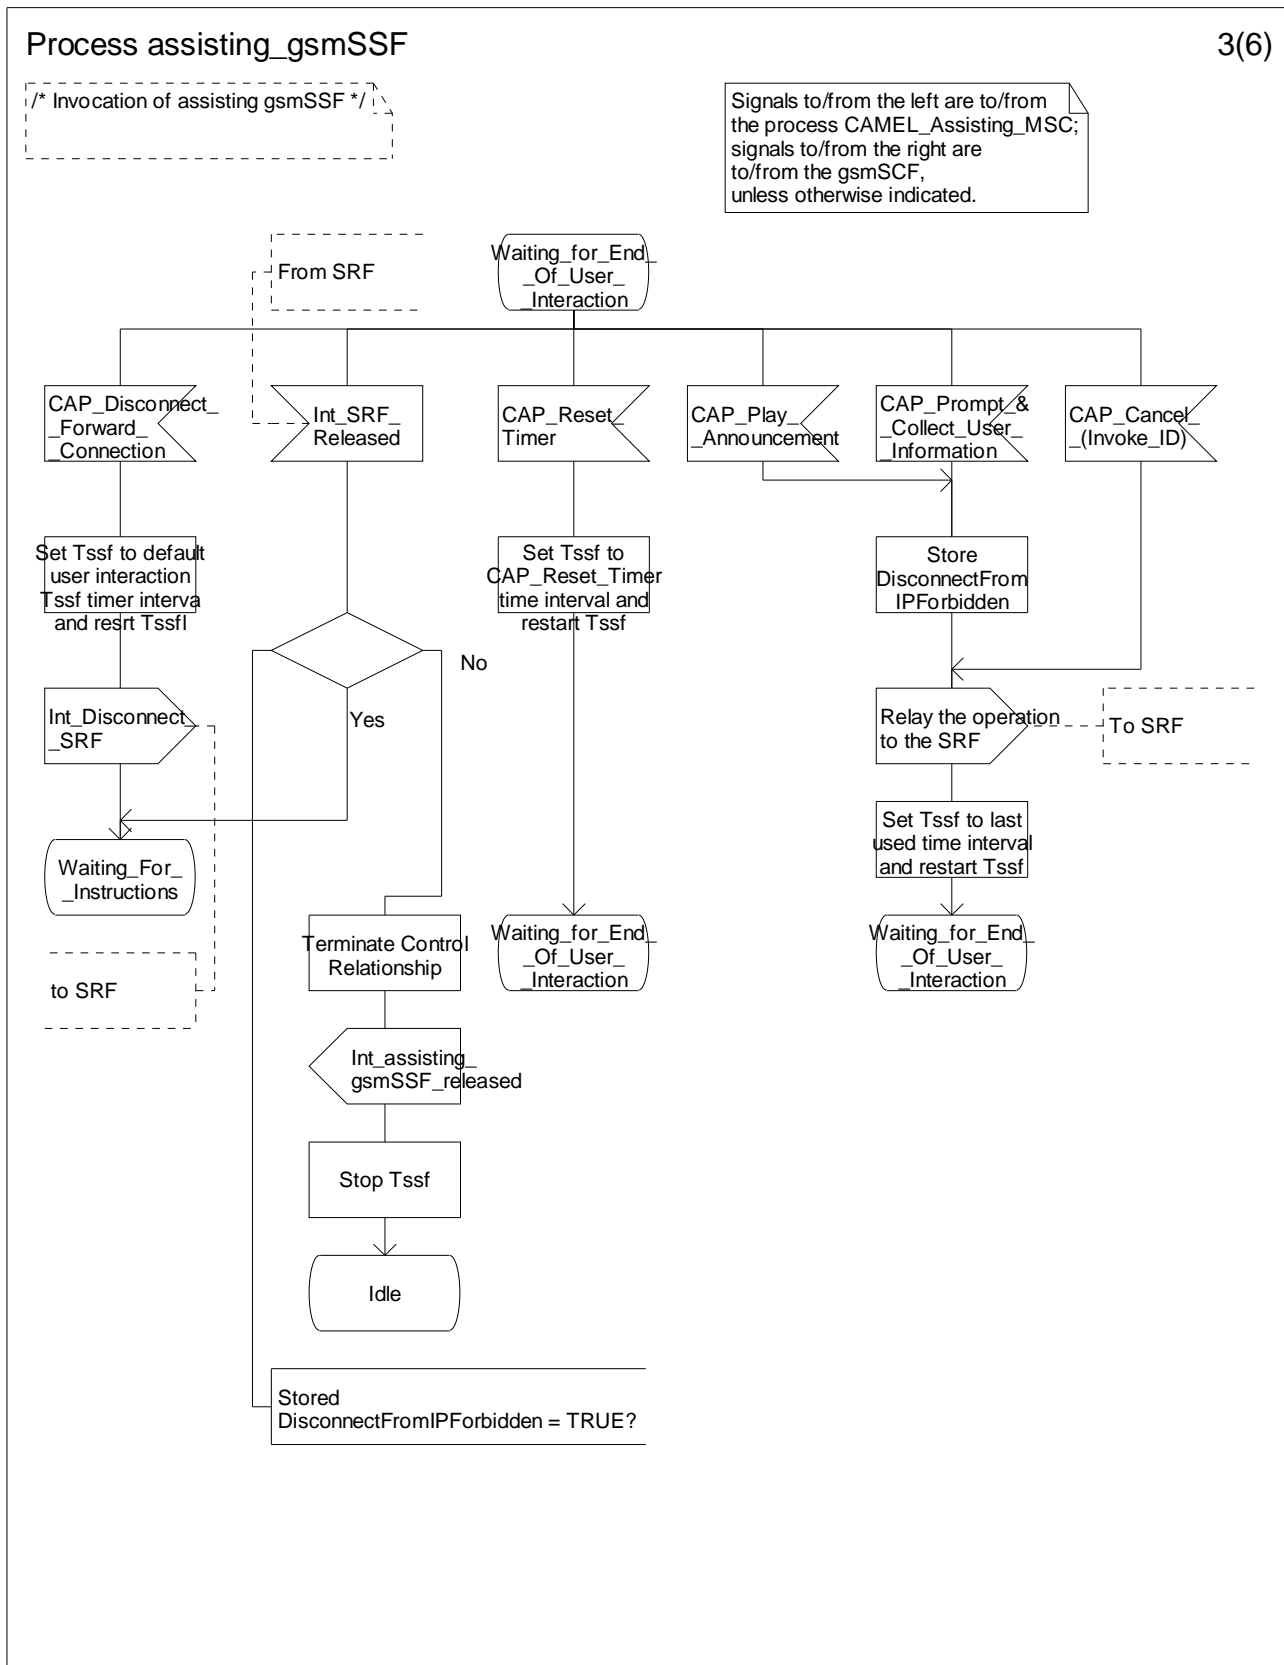 Process assisting_gsmSSF
3(6)
/* Invocation of assisting gsmSSF */
Signals to/from the left are to/from
the process CAMEL_Assisting_MSC;
signals to/from the right are
to/from the gsmSCF,
unless otherwise indicated.
From SRF
Waiting_for_End_
_Of_User_
_Interaction
CAP_Disconnect_
_Forward_
_Connection
Int_SRF_
Released
CAP_Reset_
Timer
CAP_Play_
_Announcement
CAP_Prompt_&
_Collect_User_
_Information
CAP_Cancel_
_(Invoke_ID)
Set Tssf to default
user interaction
Tssf timer interva
and resrt Tssfl
Set Tssf to
CAP_Reset_Timer
time interval and
restart Tssf
Store
DisconnectFrom
IPForbidden
No
Yes
Int_Disconnect_
_SRF
Relay the operation
to the SRF
To SRF
Set Tssf to last
used time interval
and restart Tssf
Waiting_For_
_Instructions
Terminate Control
Relationship
Waiting_for_End_
_Of_User_
_Interaction
Waiting_for_End_
_Of_User_
_Interaction
to SRF
Int_assisting_
gsmSSF_released
Stop Tssf
Idle
Stored
DisconnectFromIPForbidden = TRUE?